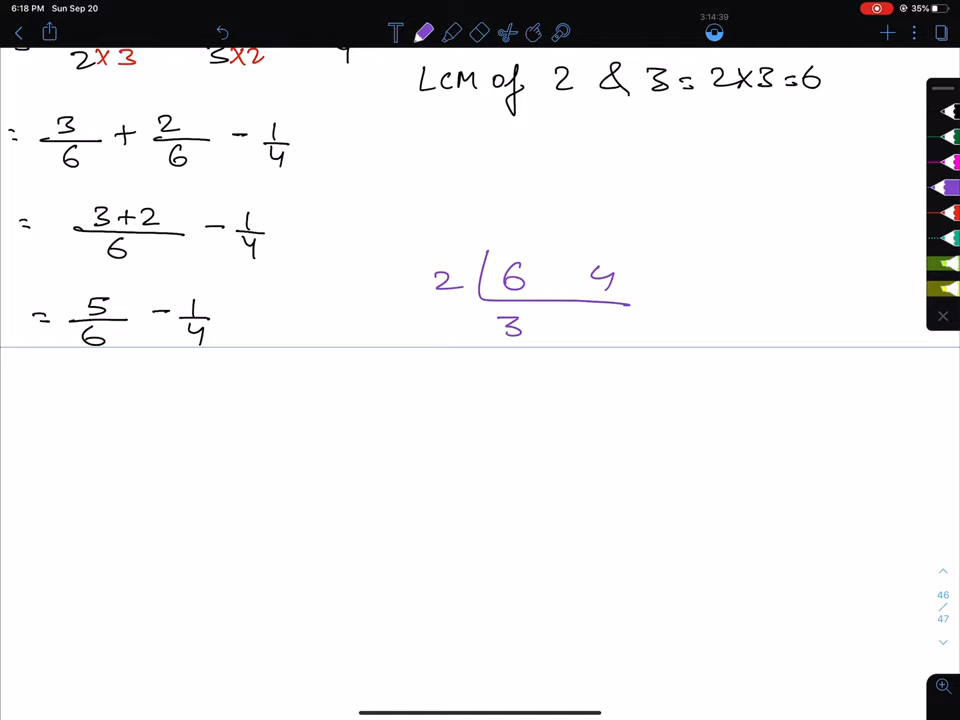 6:18 PM Sun Sep 20
3:14:39
35%
T
2×3 3×2 4
LCM of 2 & 3 = 2×3 = 6
= 3/6 + 2/6 - 1/4
= 3+2/6 - 1/4
2 | 6 4
3
= 5/6 - 1/4
46
/
47